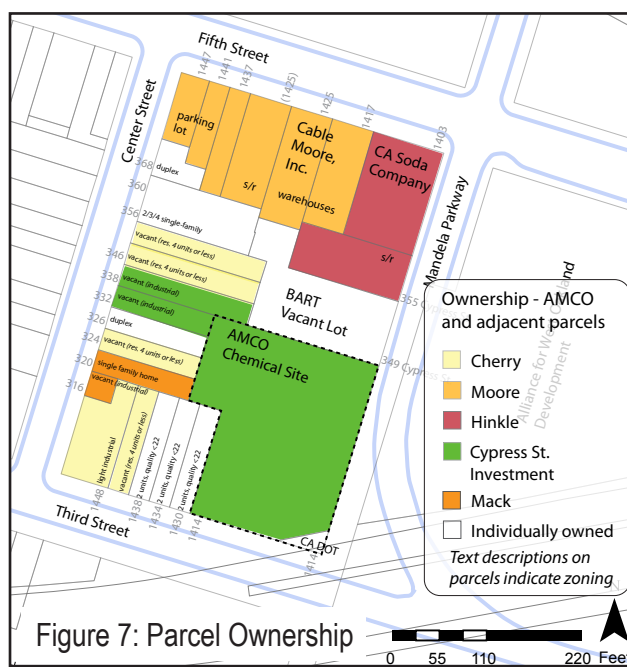 Fifth Street
Center Street
Mandela Parkway
Third Street
1447
1441
1437
(1425)
1425
1417
1403
parking
lot
s/r
Cable
Moore,
Inc.
warehouses
CA Soda
Company
s/r
368
duplex
360
356
2/3/4 single-family
vacant (res. 4 units or less)
346
vacant (res. 4 units or less)
338
vacant (industrial)
332
vacant (industrial)
326
duplex
324
vacant (res. 4 units or less)
320
single family home
316
vacant (industrial)
BART
Vacant Lot
AMCO
Chemical Site
355 Cypress
349 Cypress
light industrial
vacant (res. 4 units or less)
2 units, quality <22
2 units, quality <22
2 units, quality <22
1448
1438
1434
1430
1414
CA DOT
1414
Alliance for West Oakland
Development
Ownership - AMCO
and adjacent parcels
Cherry
Moore
Hinkle
Cypress St.
Investment
Mack
Individually owned
Text descriptions on
parcels indicate zoning
N
Figure 7: Parcel Ownership
0 55 110 220 Feet